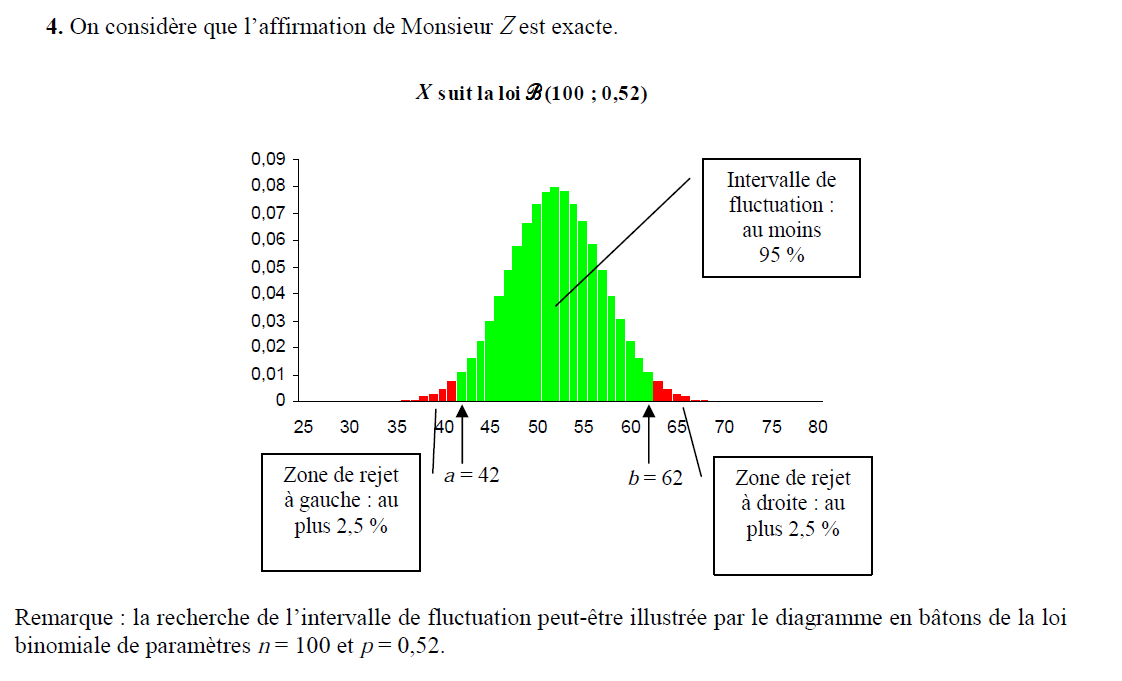 4. On considère que l’affirmation de Monsieur Z est exacte.
X suit la loi ℬ(100 ; 0,52)
0,09
0,08
0,07
0,06
0,05
0,04
0,03
0,02
0,01
0
Intervalle de
fluctuation :
au moins
95 %
25 30 35 40 45 50 55 60 65 70 75 80
a = 42
b = 62
Zone de rejet
à gauche : au
plus 2,5 %
Zone de rejet
à droite : au
plus 2,5 %
Remarque : la recherche de l’intervalle de fluctuation peut-être illustrée par le diagramme en bâtons de la loi
binomiale de paramètres n = 100 et p = 0,52.